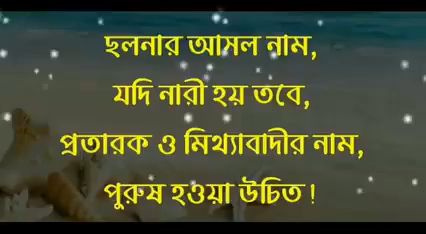 ছলনার আসল নাম,
যদি নারী হয় তবে,
প্রতারক ও মিথ্যাবাদীর নাম,
পুরুষ হওয়া উচিত !